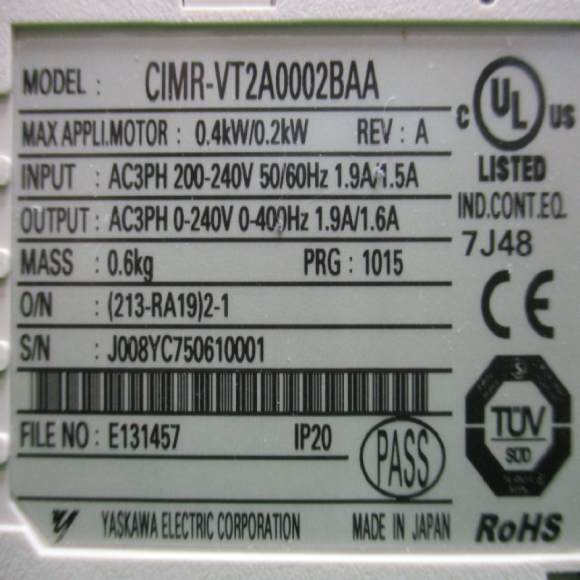 MODEL : CIMR-VT2A0002BAA
MAX APPLI.MOTOR : 0.4kW/0.2kW REV : A
INPUT : AC3PH 200-240V 50/60Hz 1.9A/1.5A
OUTPUT : AC3PH 0-240V 0-400Hz 1.9A/1.6A
MASS : 0.6kg PRG : 1015
O/N : (213-RA19)2-1
S/N : J008YC750610001
FILE NO : E131457 IP20
PASS
YASKAWA ELECTRIC CORPORATION MADE IN JAPAN
C UL US
LISTED
IND.CONT.EQ.
7J48
CE
TÜV
SÜD
RoHS